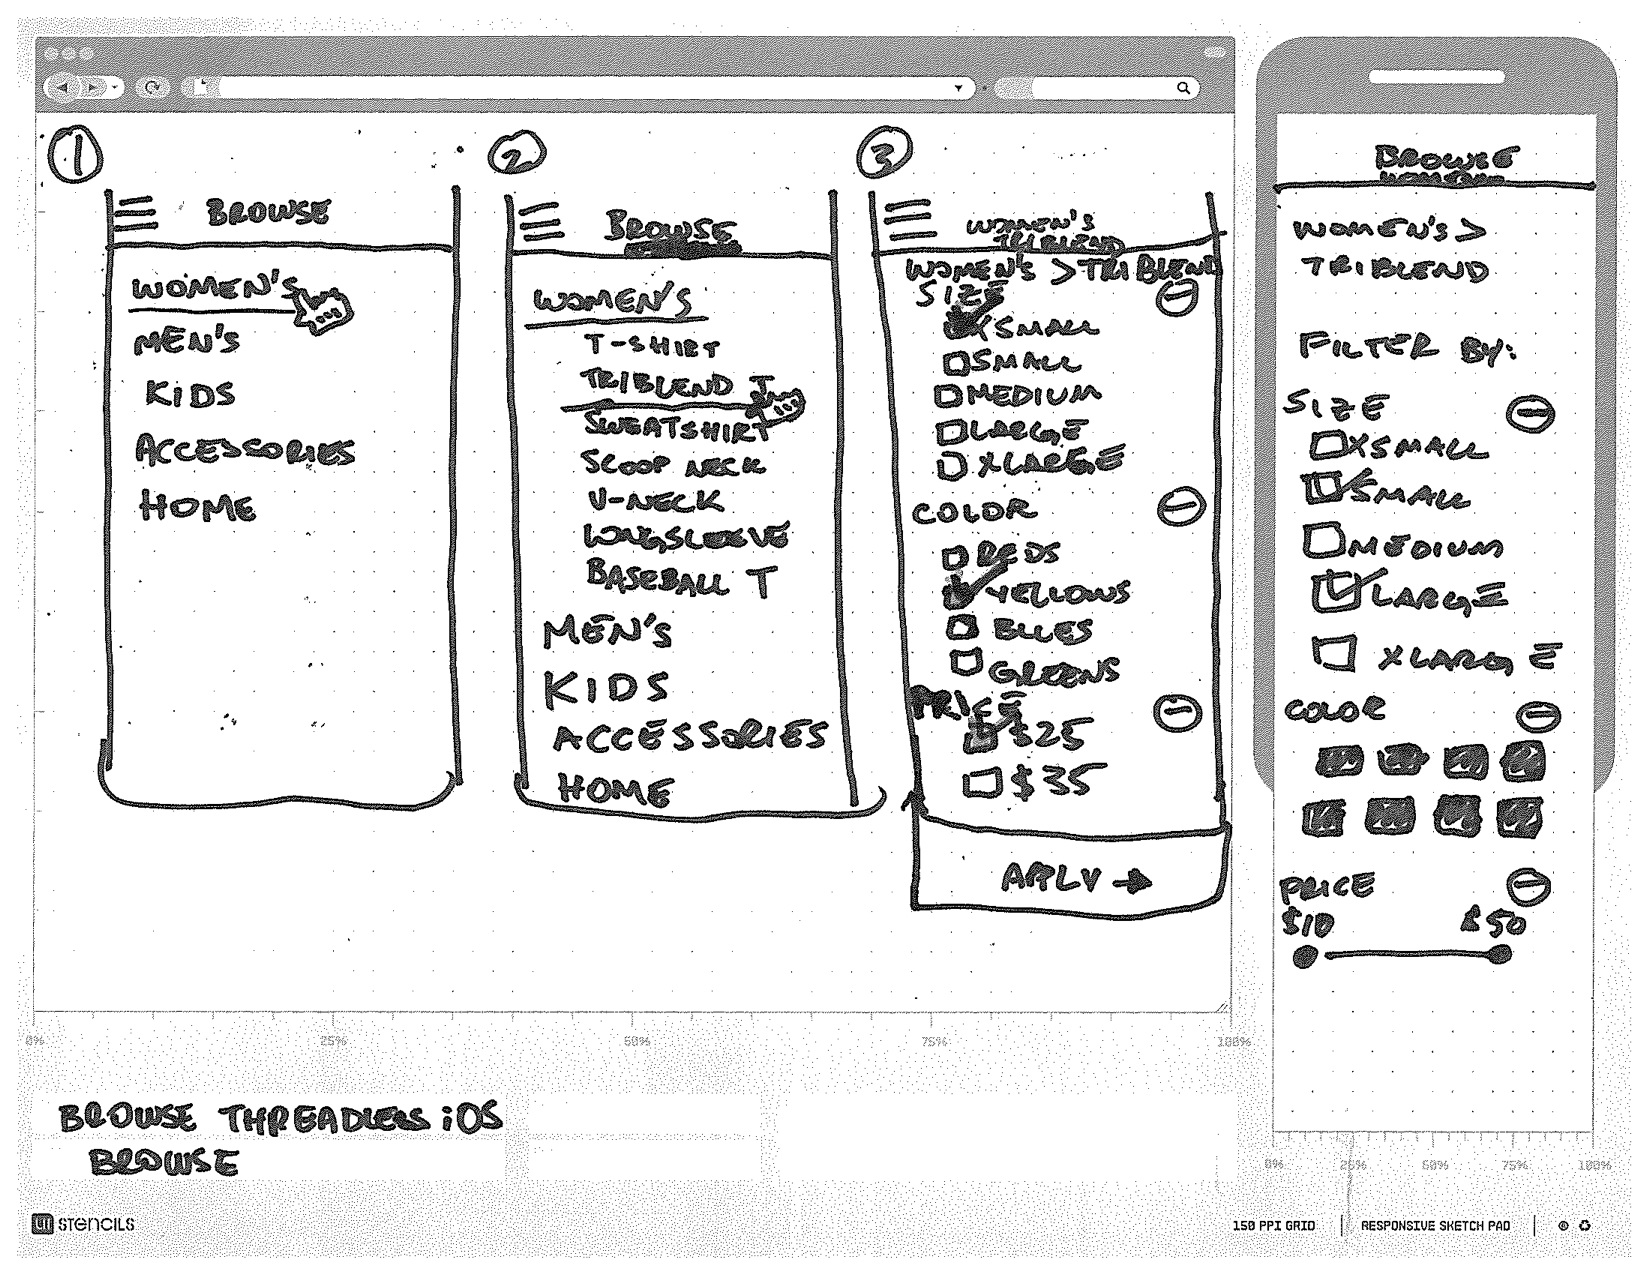 1
BROWSE
WOMEN'S
MEN'S
KIDS
ACCESSORIES
HOME
2
BROWSE
WOMEN'S
T-SHIRT
TRIBLEND T
SWEATSHIRT
SCOOP NECK
V-NECK
LONGSLEEVE
BASEBALL T
MEN'S
KIDS
ACCESSORIES
HOME
3
WOMEN'S
TRIBLEND
WOMEN'S > TRIBLEND
SIZE
XSMALL
SMALL
MEDIUM
LARGE
XLARGE
COLOR
REDS
YELLOWS
BLUES
GREENS
PRICE
$25
$35
APPLY →
BROWSE
WOMEN'S >
TRIBLEND
FILTER BY:
SIZE
XSMALL
SMALL
MEDIUM
LARGE
XLARGE
COLOR
PRICE
$10 $50
0% 25% 50% 75% 100%
0% 25% 50% 75% 100%
BROWSE THREADLESS iOS
BROWSE
UI STENCILS
150 PPI GRID | RESPONSIVE SKETCH PAD |